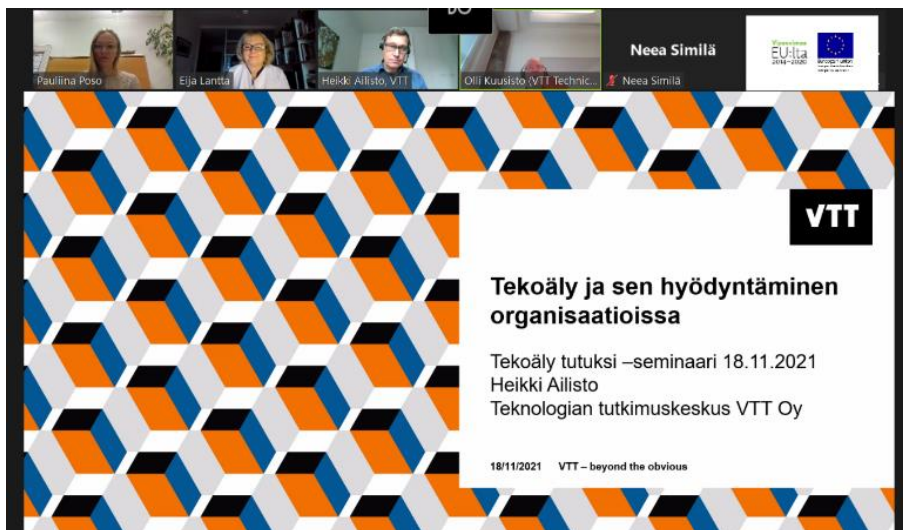 Pauliina Poso
Eija Lantta
Heikki Ailisto, VTT
Olli Kuusisto (VTT Technic...
Neea Similä
Neea Similä
EU:lta
2014–2020
VTT
Tekoäly ja sen hyödyntäminen
organisaatioissa
Tekoäly tutuksi –seminaari 18.11.2021
Heikki Ailisto
Teknologian tutkimuskeskus VTT Oy
18/11/2021 VTT – beyond the obvious